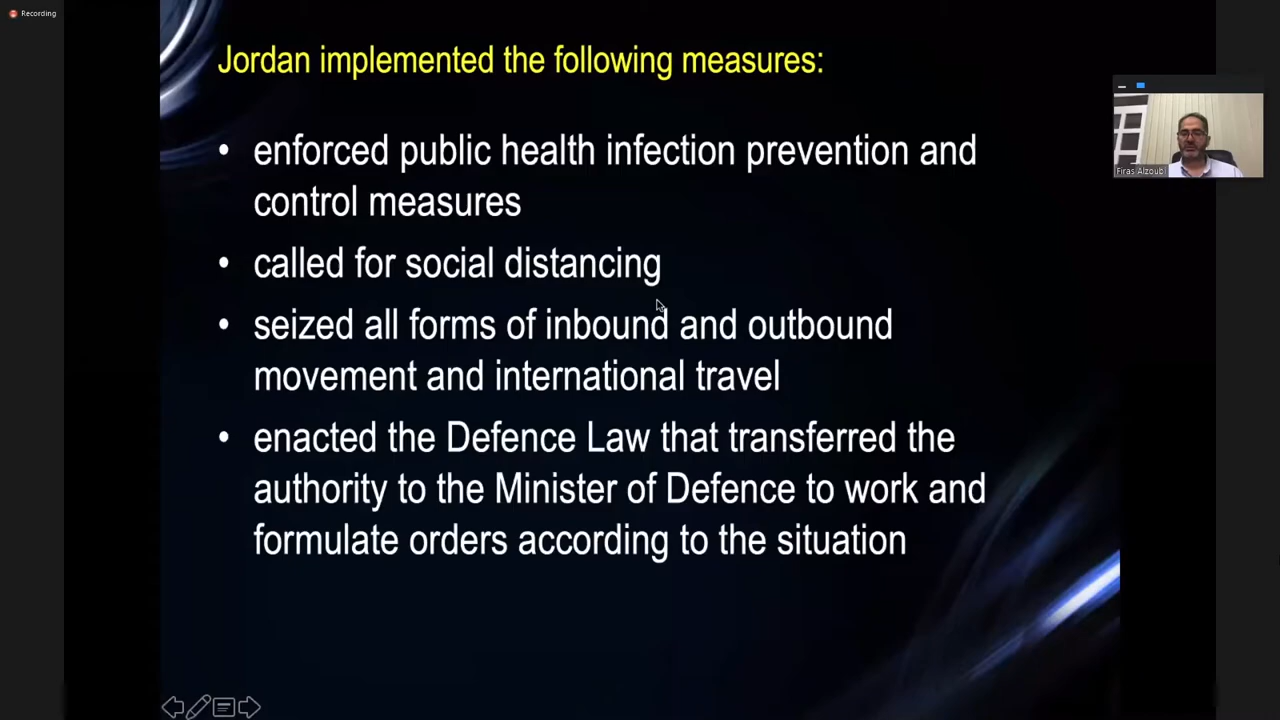 Recording
Jordan implemented the following measures:
• enforced public health infection prevention and
control measures
• called for social distancing
• seized all forms of inbound and outbound
movement and international travel
• enacted the Defence Law that transferred the
authority to the Minister of Defence to work and
formulate orders according to the situation
Firas Alzoubi